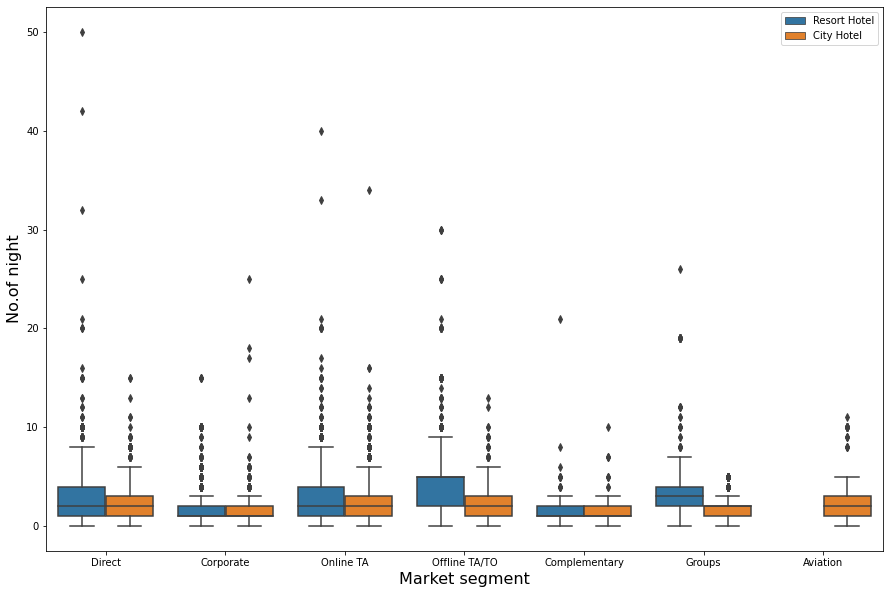 Resort Hotel
City Hotel
50
40
30
20
10
0
No.of night
Direct
Corporate
Online TA
Offline TA/TO
Complementary
Groups
Aviation
Market segment